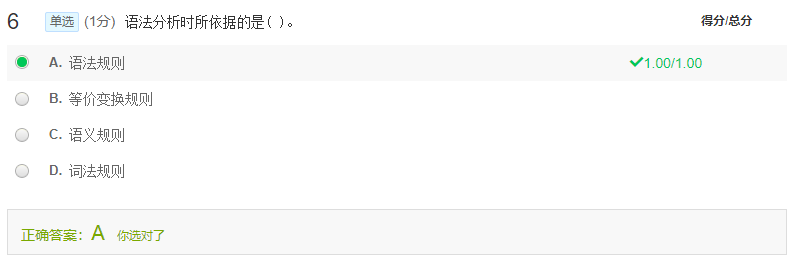 6 单选 (1分) 语法分析时所依据的是( )。 得分/总分
A. 语法规则 1.00/1.00
B. 等价变换规则
C. 语义规则
D. 词法规则
正确答案：A 你选对了